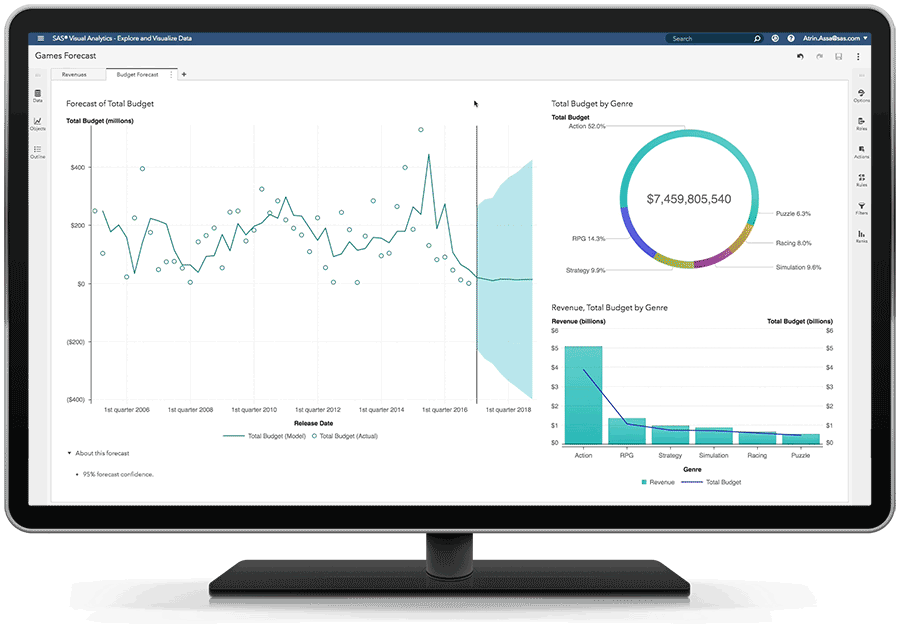 SAS® Visual Analytics - Explore and Visualize Data
Search
Atrin.Assa@sas.com
Games Forecast
Revenues
Budget Forecast
Data
Objects
Outline
Options
Roles
Actions
Rules
Filters
Ranks
Forecast of Total Budget
Total Budget (millions)
$400
$200
$0
($200)
($400)
1st quarter 2006
1st quarter 2008
1st quarter 2010
1st quarter 2012
1st quarter 2014
1st quarter 2016
1st quarter 2018
Release Date
Total Budget (Model)
Total Budget (Actual)
About this forecast
95% forecast confidence.
Total Budget by Genre
Total Budget
Action 52.0%
$7,459,805,540
Puzzle 6.3%
RPG 14.3%
Racing 8.0%
Strategy 9.9%
Simulation 9.6%
Revenue, Total Budget by Genre
Revenue (billions)
Total Budget (billions)
$6
$5
$4
$3
$2
$1
$0
$6
$5
$4
$3
$2
$1
$0
Action
RPG
Strategy
Simulation
Racing
Puzzle
Genre
Revenue
Total Budget